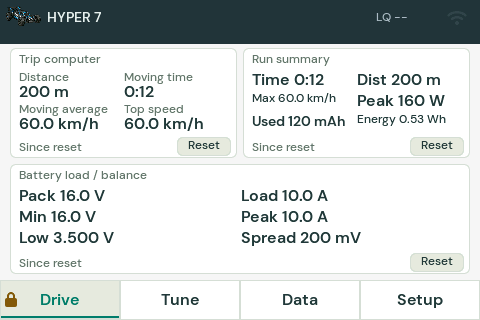 HYPER 7
LQ --
Trip computer
Distance
200 m
Moving time
0:12
Moving average
60.0 km/h
Top speed
60.0 km/h
Since reset
Reset
Run summary
Time 0:12
Dist 200 m
Max 60.0 km/h
Peak 160 W
Used 120 mAh
Energy 0.53 Wh
Since reset
Reset
Battery load / balance
Pack 16.0 V
Load 10.0 A
Min 16.0 V
Peak 10.0 A
Low 3.500 V
Spread 200 mV
Since reset
Reset
Drive
Tune
Data
Setup